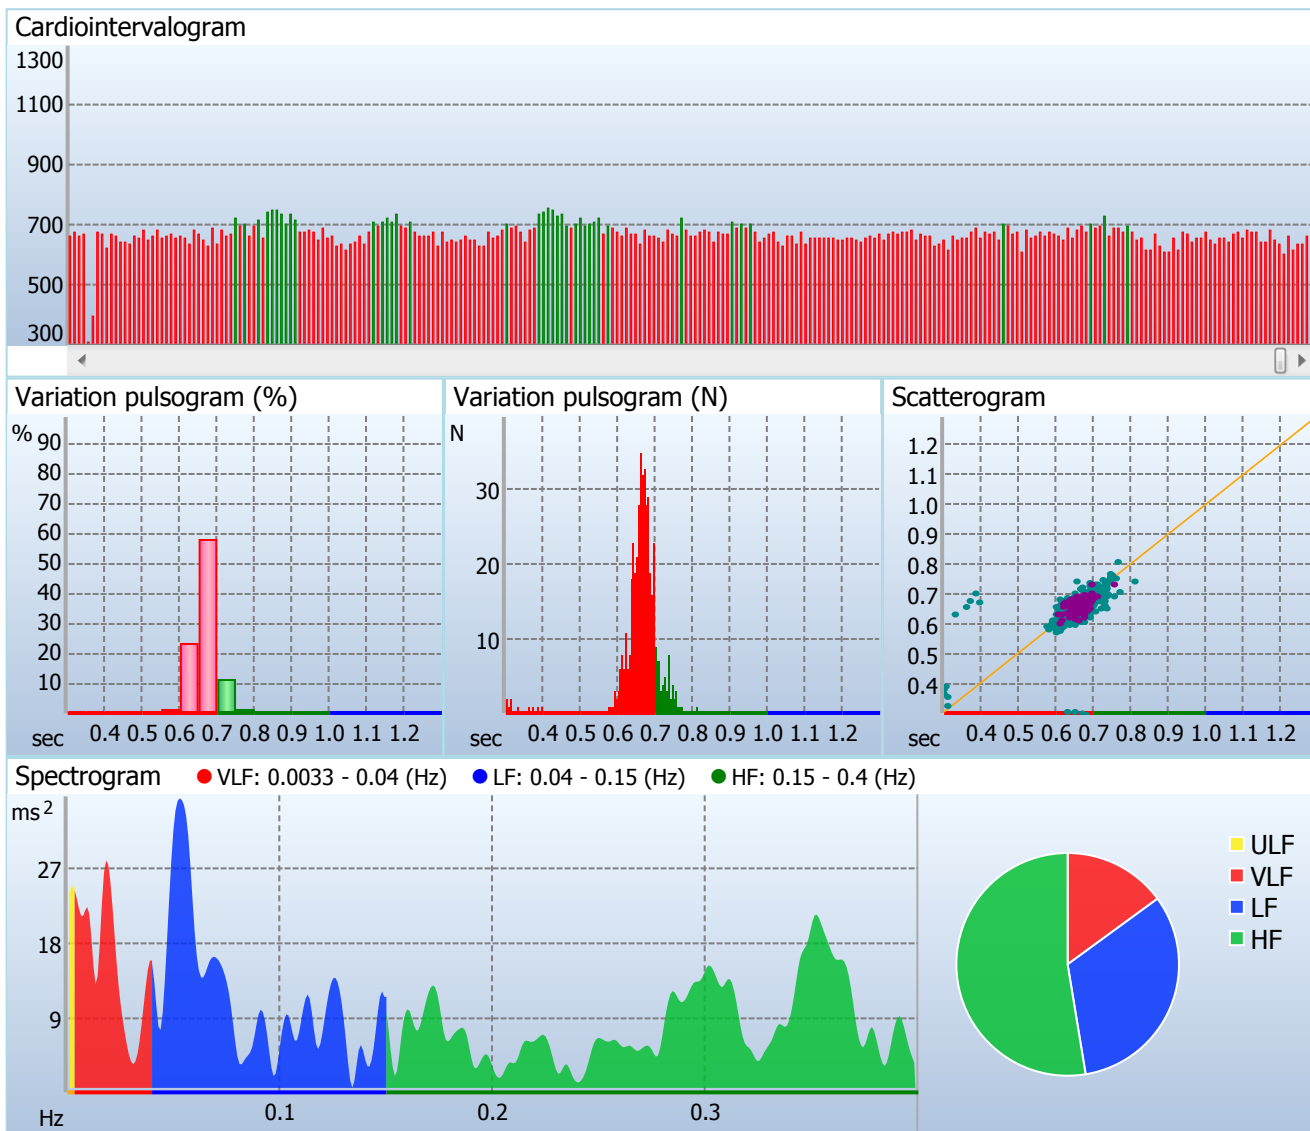 Cardiointervalogram
1300
1100
900
700
500
300
Variation pulsogram (%)
% 90
80
70
60
50
40
30
20
10
sec 0.4 0.5 0.6 0.7 0.8 0.9 1.0 1.1 1.2
Variation pulsogram (N)
N
30
20
10
sec 0.4 0.5 0.6 0.7 0.8 0.9 1.0 1.1 1.2
Scatterogram
1.2
1.1
1.0
0.9
0.8
0.7
0.6
0.5
0.4
sec 0.4 0.5 0.6 0.7 0.8 0.9 1.0 1.1 1.2
Spectrogram VLF: 0.0033 - 0.04 (Hz) LF: 0.04 - 0.15 (Hz) HF: 0.15 - 0.4 (Hz)
ms²
27
18
9
Hz 0.1 0.2 0.3
ULF
VLF
LF
HF